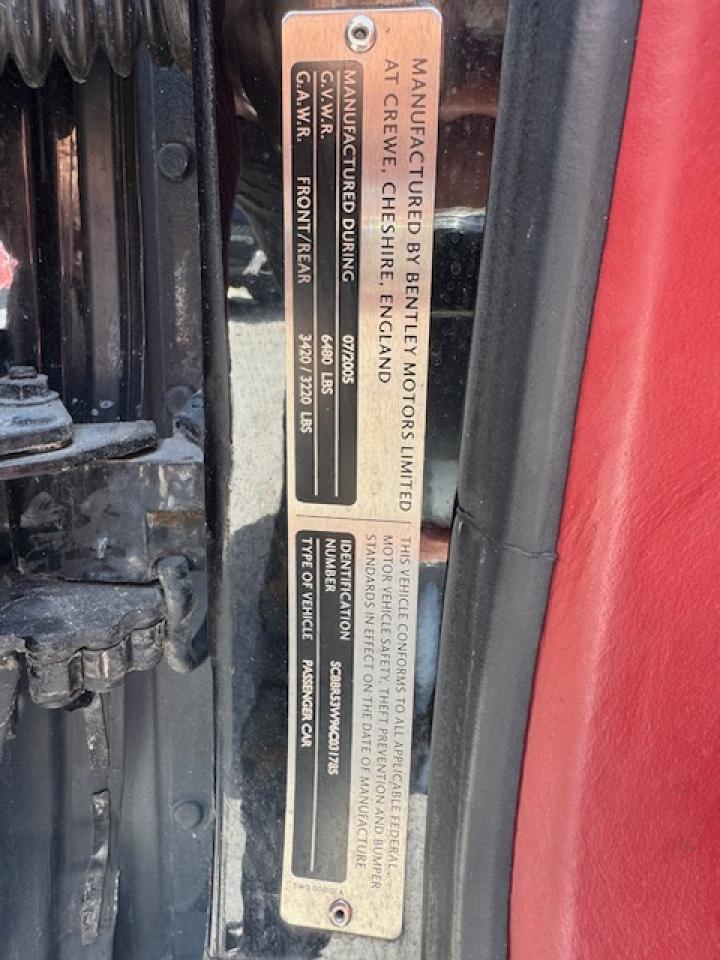 MANUFACTURED BY BENTLEY MOTORS LIMITED
AT CREWE, CHESHIRE, ENGLAND
MANUFACTURED DURING 07/2005
G.V.W.R. 6480 LBS
G.A.W.R. FRONT/REAR 3420 / 3220 LBS
THIS VEHICLE CONFORMS TO ALL APPLICABLE FEDERAL
MOTOR VEHICLE SAFETY, THEFT PREVENTION AND BUMPER
STANDARDS IN EFFECT ON THE DATE OF MANUFACTURE
IDENTIFICATION
NUMBER SCBBR53W96C031785
TYPE OF VEHICLE PASSENGER CAR